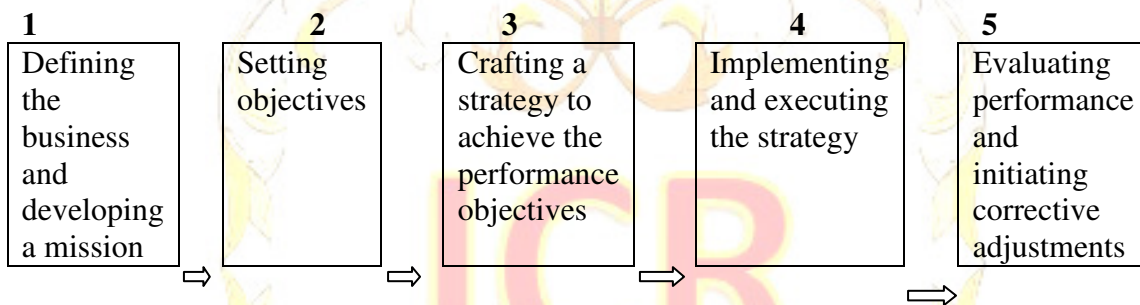 1
Defining
the
business
and
developing
a mission
2
Setting
objectives
3
Crafting a
strategy to
achieve the
performance
objectives
4
Implementing
and executing
the strategy
5
Evaluating
performance
and
initiating
corrective
adjustments
ICR